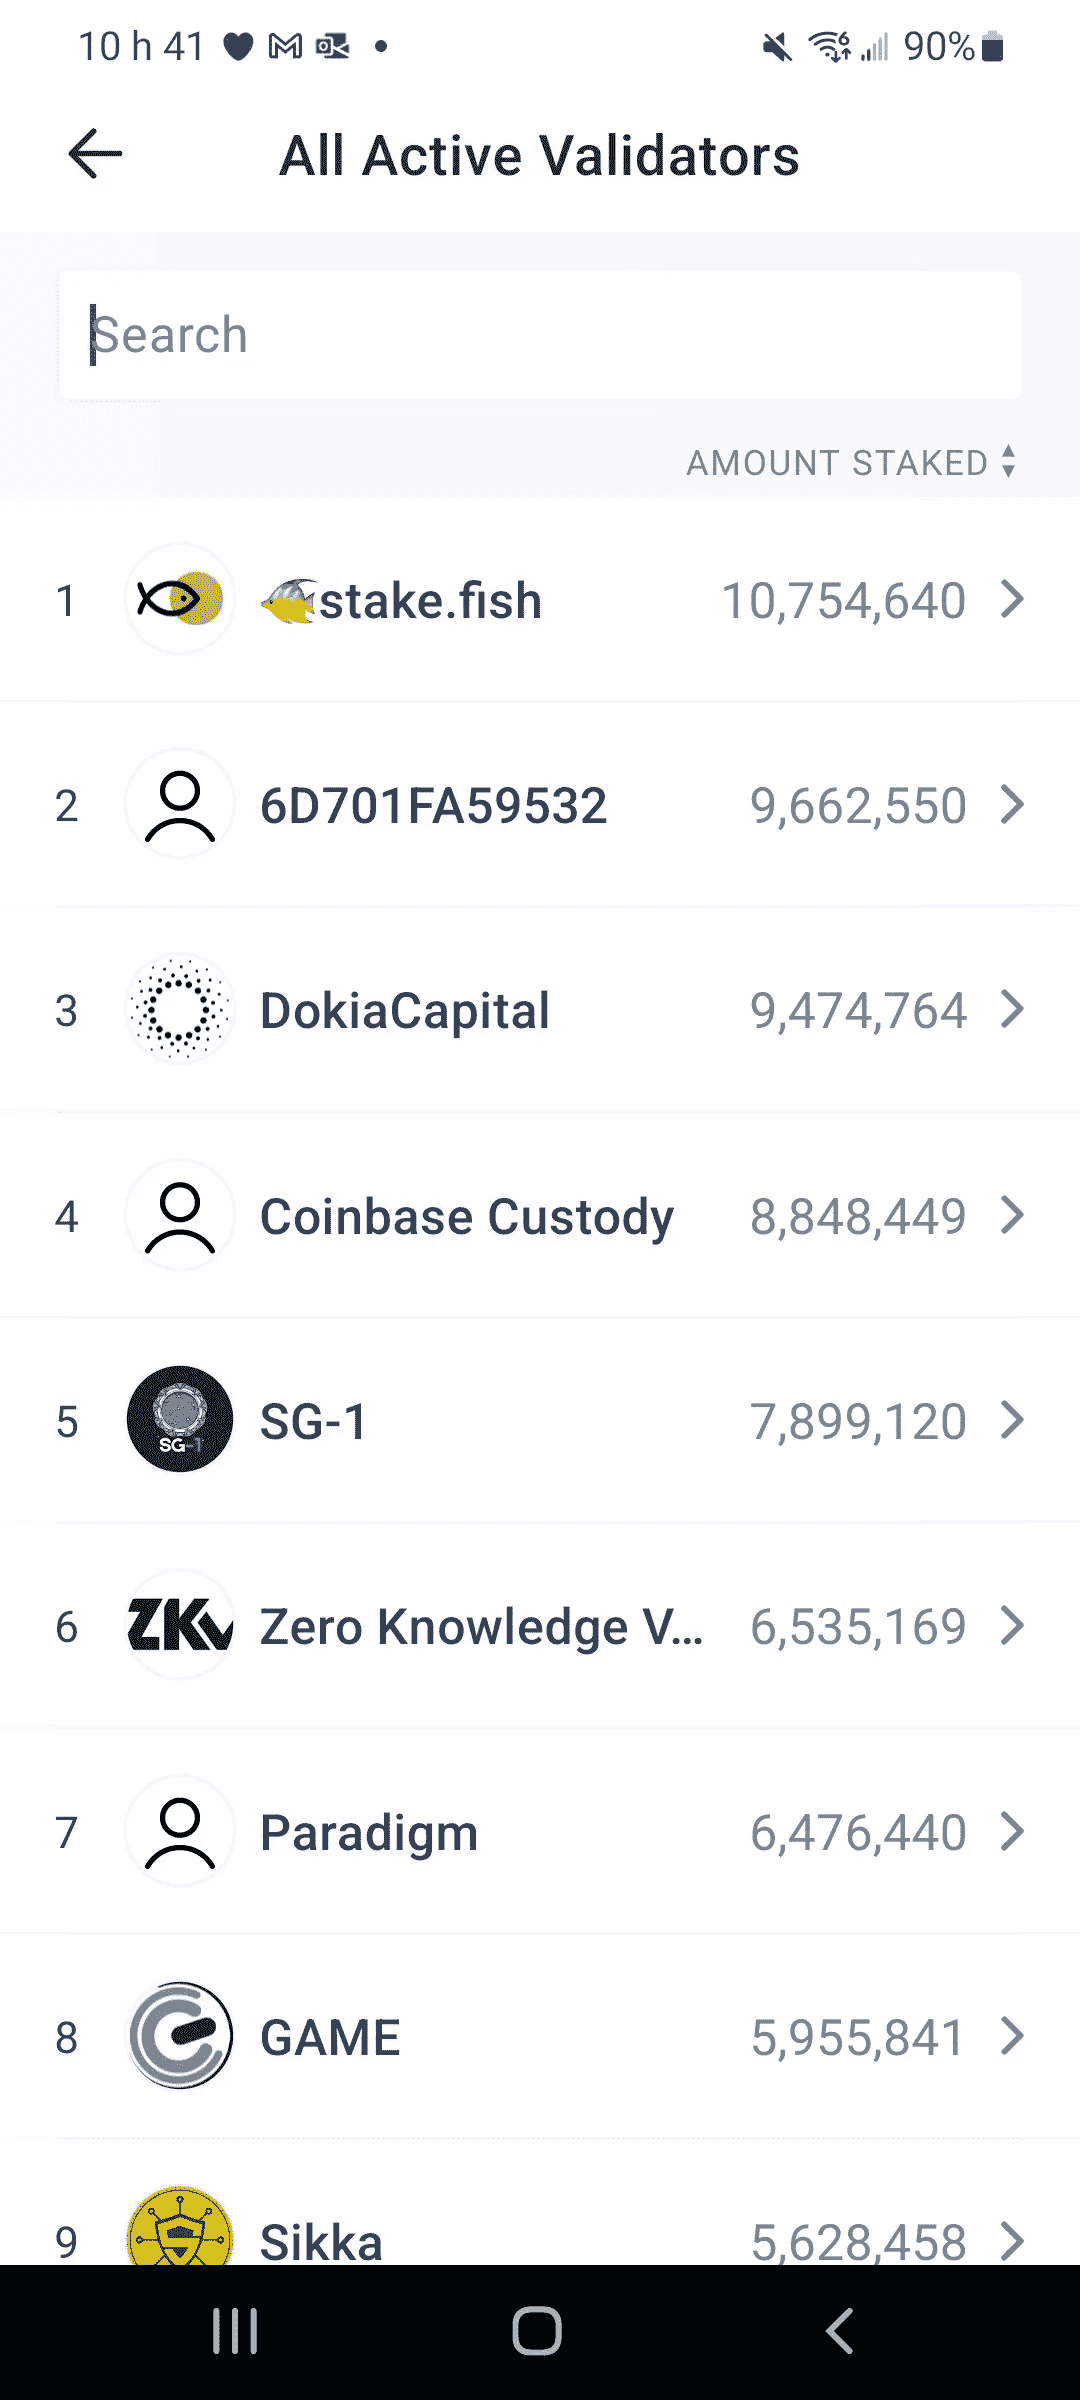 10 h 41 90%
All Active Validators
Search
AMOUNT STAKED
1 stake.fish 10,754,640
2 6D701FA59532 9,662,550
3 DokiaCapital 9,474,764
4 Coinbase Custody 8,848,449
5 SG-1 SG-1 7,899,120
6 ZKV Zero Knowledge V... 6,535,169
7 Paradigm 6,476,440
8 GAME 5,955,841
9 Sikka 5,628,458